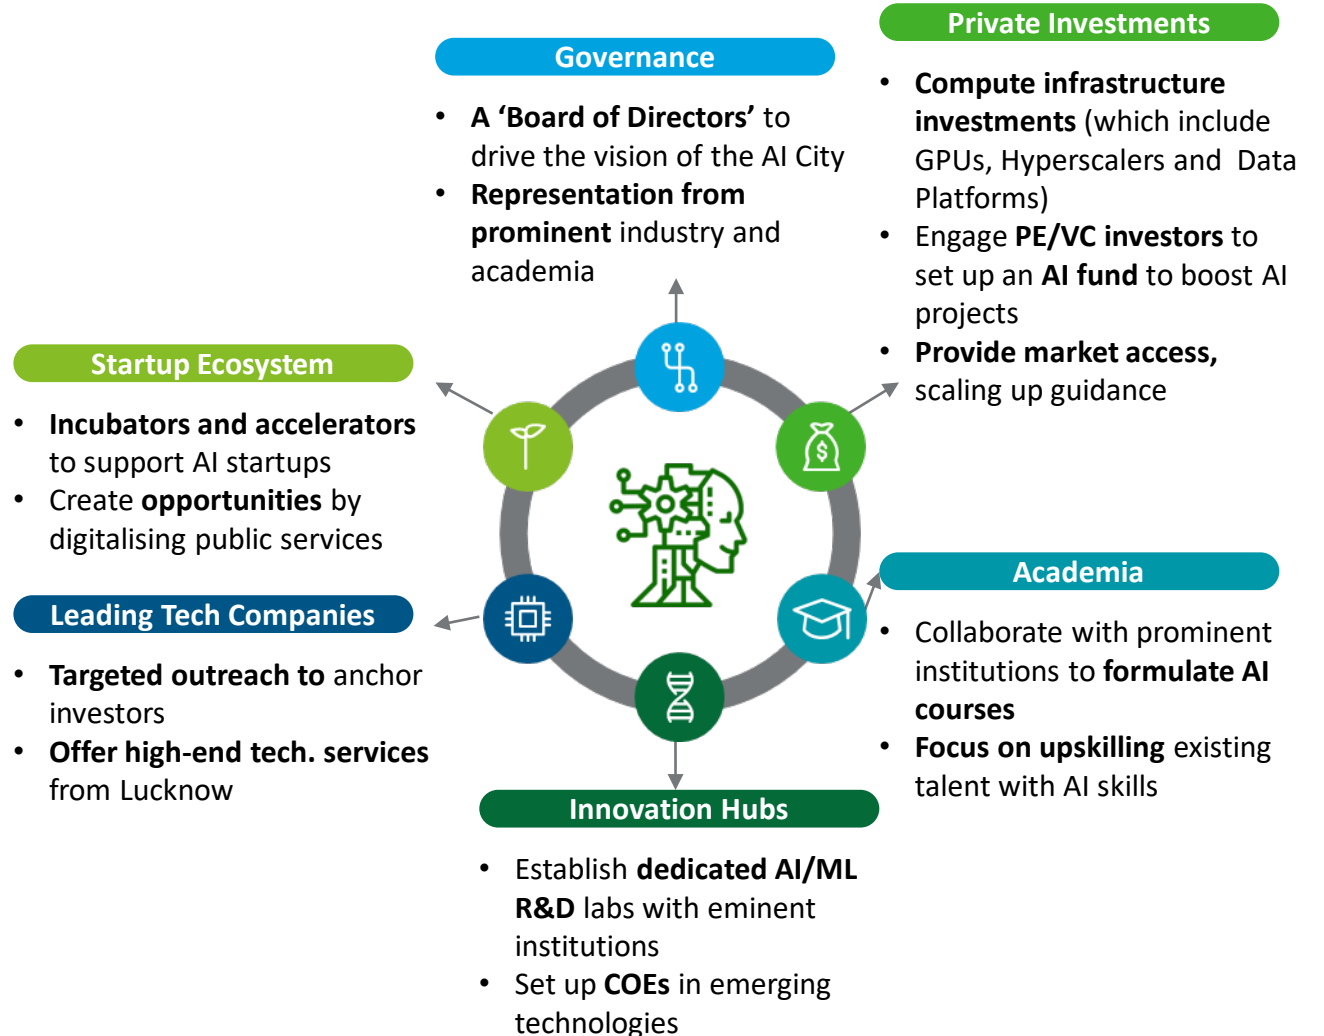 Governance
• A ‘Board of Directors’ to
drive the vision of the AI City
• Representation from
prominent industry and
academia
Private Investments
• Compute infrastructure
investments (which include
GPUs, Hyperscalers and Data
Platforms)
• Engage PE/VC investors to
set up an AI fund to boost AI
projects
• Provide market access,
scaling up guidance
Startup Ecosystem
• Incubators and accelerators
to support AI startups
• Create opportunities by
digitalising public services
$
Academia
• Collaborate with prominent
institutions to formulate AI
courses
• Focus on upskilling existing
talent with AI skills
Leading Tech Companies
• Targeted outreach to anchor
investors
• Offer high-end tech. services
from Lucknow
Innovation Hubs
• Establish dedicated AI/ML
R&D labs with eminent
institutions
• Set up COEs in emerging
technologies